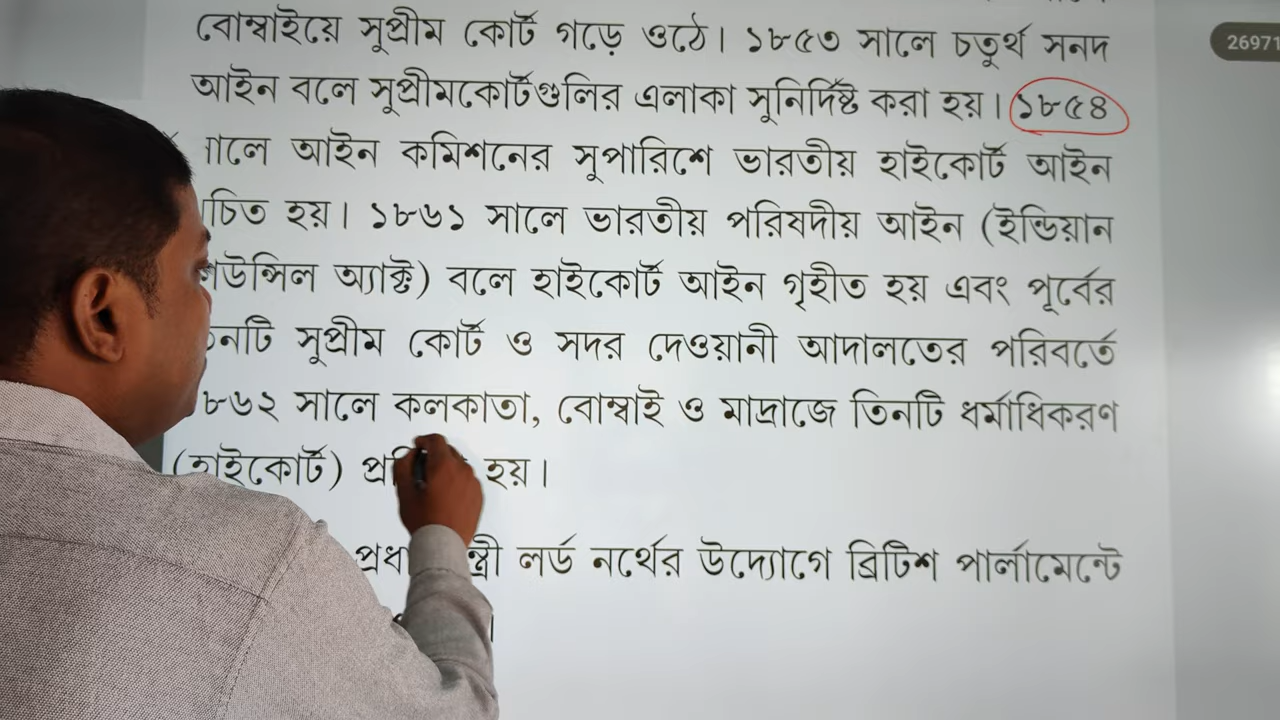 বোম্বাইয়ে সুপ্রীম কোর্ট গড়ে ওঠে। ১৮৫৩ সালে চতুর্থ সনদ
26971
আইন বলে সুপ্রীমকোর্টগুলির এলাকা সুনির্দিষ্ট করা হয়। ১৮৫৪
আইন কমিশনের সুপারিশে ভারতীয় হাইকোর্ট আইন
হয়। ১৮৬১ সালে ভারতীয় পরিষদীয় আইন (ইন্ডিয়ান
অ্যাক্ট) বলে হাইকোর্ট আইন গৃহীত হয় এবং পূর্বের
সুপ্রীম কোর্ট ও সদর দেওয়ানী আদালতের পরিবর্তে
৮৬২ সালে কলকাতা, বোম্বাই ও মাদ্রাজে তিনটি ধর্মাধিকরণ
(হাইকোর্ট) হয়।
লর্ড নর্থের উদ্যোগে ব্রিটিশ পার্লামেন্টে